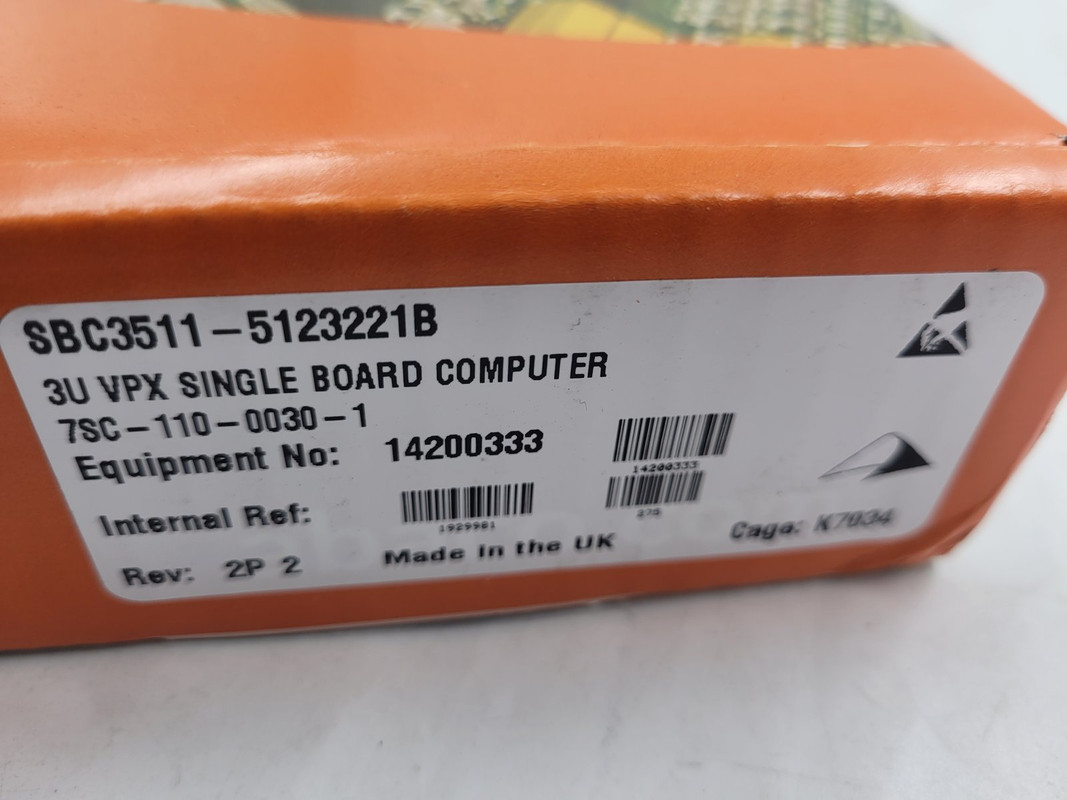 SBC3511-5123221B
3U VPX SINGLE BOARD COMPUTER
7SC-110-0030-1
Equipment No: 14200333
14200333
Internal Ref:
1929981
275
Rev: 2P 2
Made in the UK
Cage: K7034